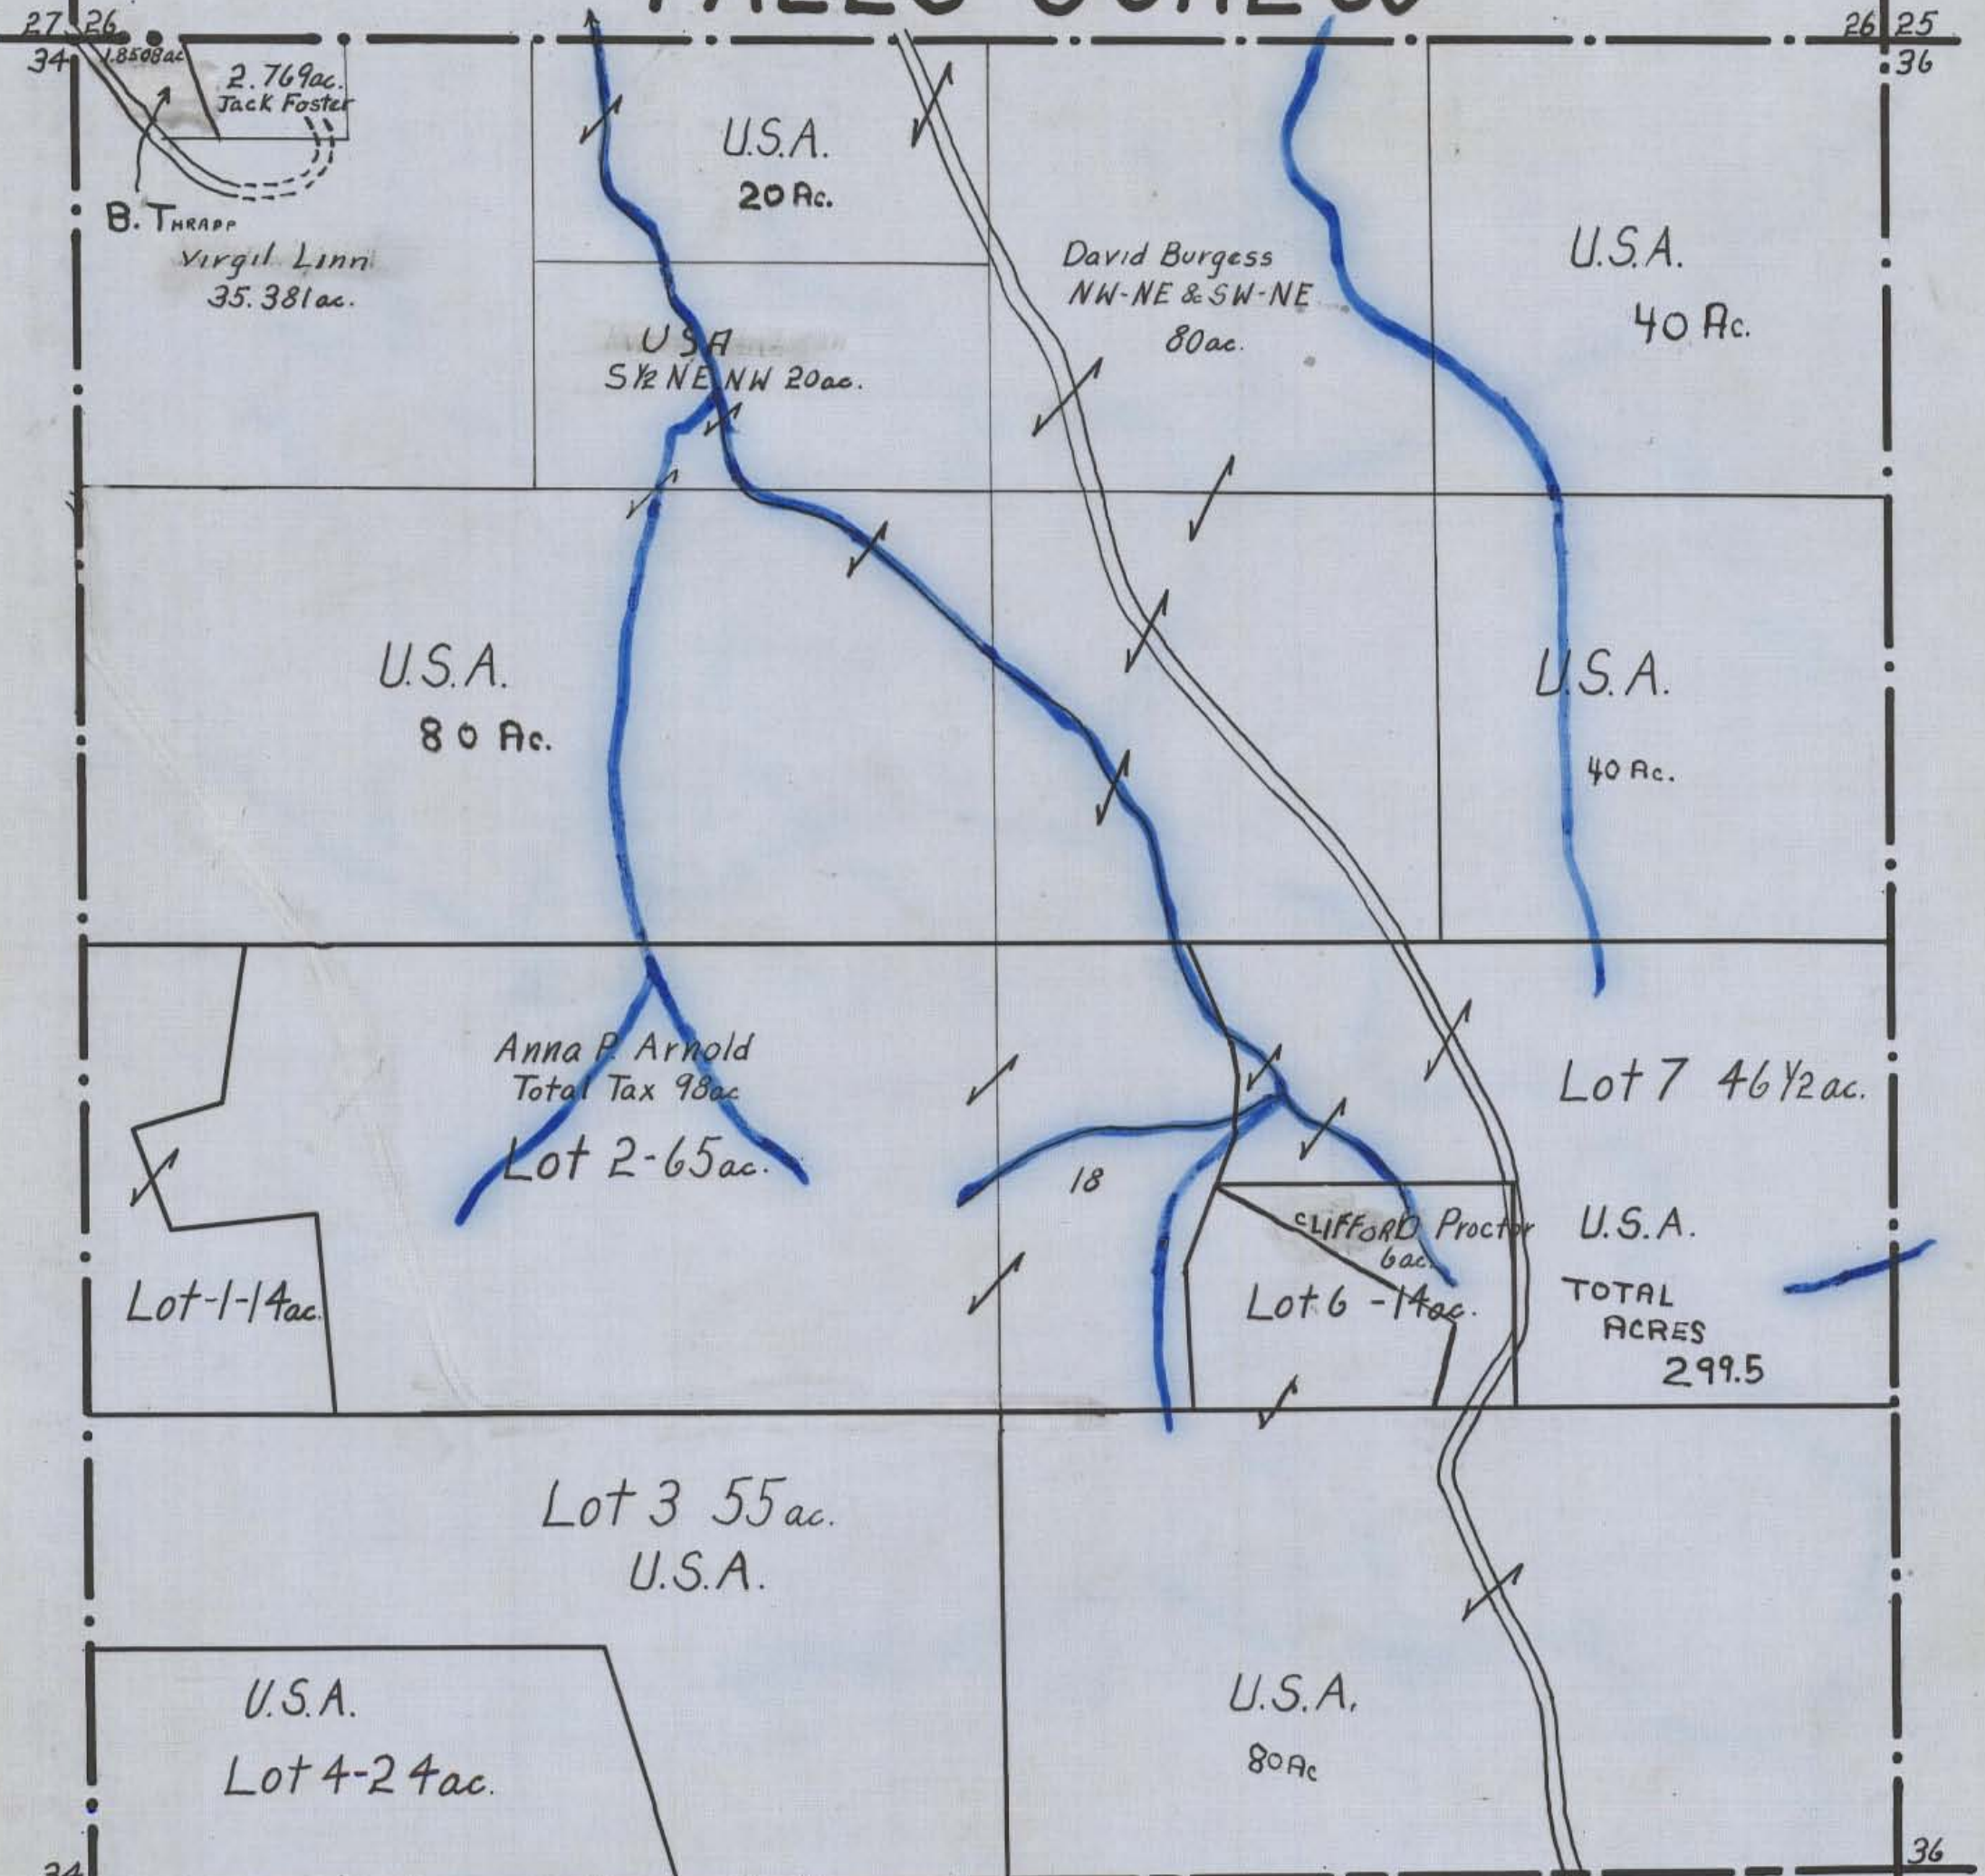 27 26
26 25
34
36
1.8508ac
2.769ac.
Jack Foster
B. THRAPP
Virgil Linn
35.381ac.
U.S.A.
20 Ac.
USA
S½ NE NW 20ac.
David Burgess
NW-NE & SW-NE
80ac.
U.S.A.
40 Ac.
U.S.A.
80 Ac.
U.S.A.
40 Ac.
Anna P. Arnold
Total Tax 98ac
Lot 2-65ac.
Lot-1-14ac.
18
CLIFFORD Proctor
6ac.
Lot 6 -14ac.
Lot 7 46½ac.
U.S.A.
TOTAL
ACRES
299.5
Lot 3 55ac.
U.S.A.
U.S.A.
Lot 4-24ac.
U.S.A.
80Ac
34
36